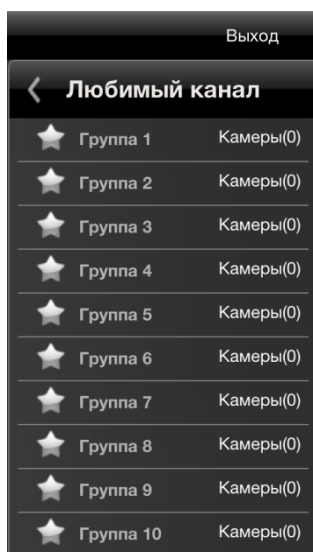 Выход
Любимый канал
Группа 1 Камеры(0)
Группа 2 Камеры(0)
Группа 3 Камеры(0)
Группа 4 Камеры(0)
Группа 5 Камеры(0)
Группа 6 Камеры(0)
Группа 7 Камеры(0)
Группа 8 Камеры(0)
Группа 9 Камеры(0)
Группа 10 Камеры(0)